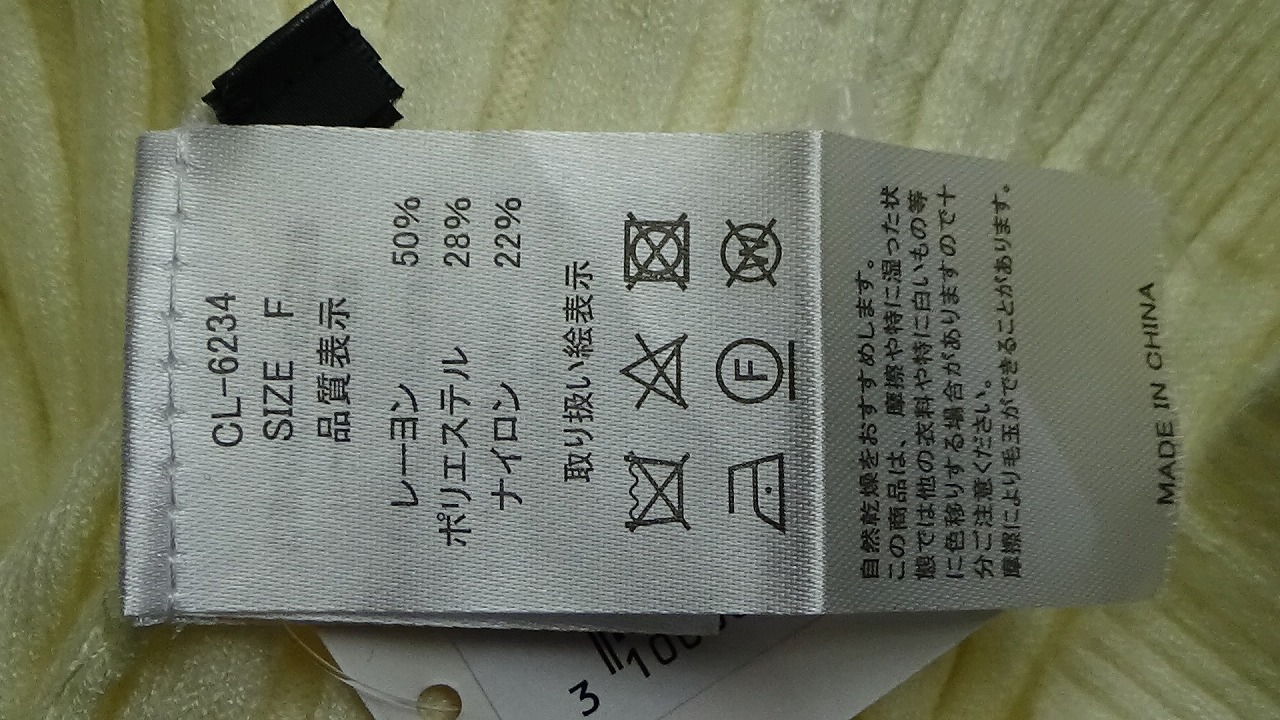 CL-6234
SIZE F
品質表示
レーヨン 50%
ポリエステル 28%
ナイロン 22%
取り扱い絵表示
F W
自然乾燥をおすすめします。
この商品は、摩擦や特に湿った状
態では他の衣料や特に白いもの等
に色移りする場合がありますので十
分ご注意ください。
摩擦により毛玉ができることがあります。
MADE IN CHINA
3